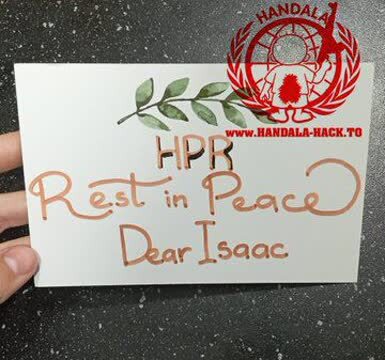 HANDALA
WWW.HANDALA-HACK.TO
HPR
Rest in Peace
Dear Isaac